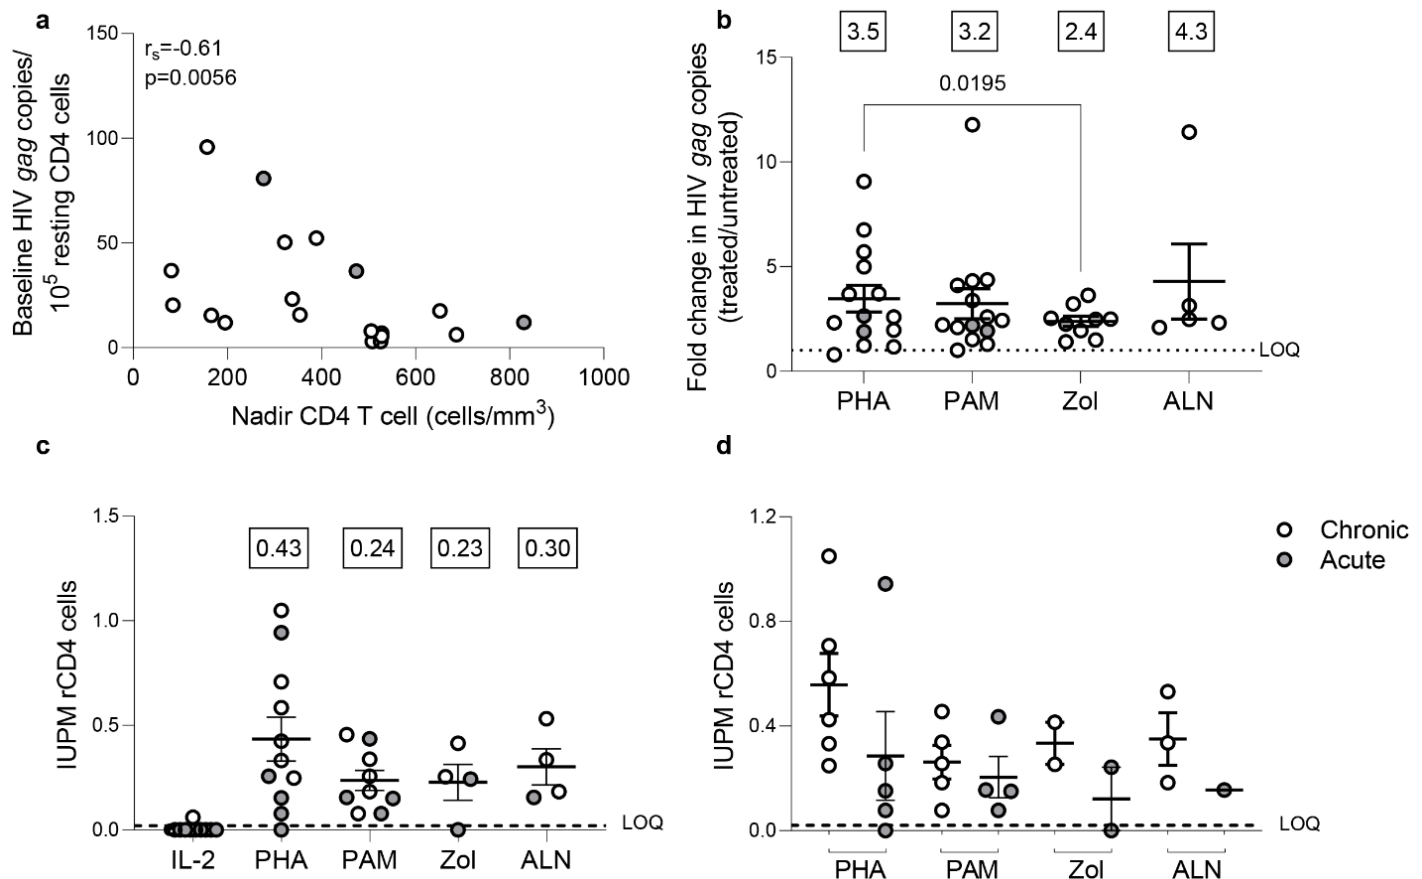 a
Baseline HIV gag copies/
10⁵ resting CD4 cells
150
100
50
0
rₛ=-0.61
p=0.0056
0 200 400 600 800 1000
Nadir CD4 T cell (cells/mm³)
b
3.5 3.2 2.4 4.3
Fold change in HIV gag copies
(treated/untreated)
15
10
5
0
0.0195
LOQ
PHA PAM Zol ALN
c
IUPM rCD4 cells
1.5
1.0
0.5
0.0
0.43 0.24 0.23 0.30
LOQ
IL-2 PHA PAM Zol ALN
d
IUPM rCD4 cells
1.2
0.8
0.4
0.0
LOQ
PHA PAM Zol ALN
Chronic
Acute